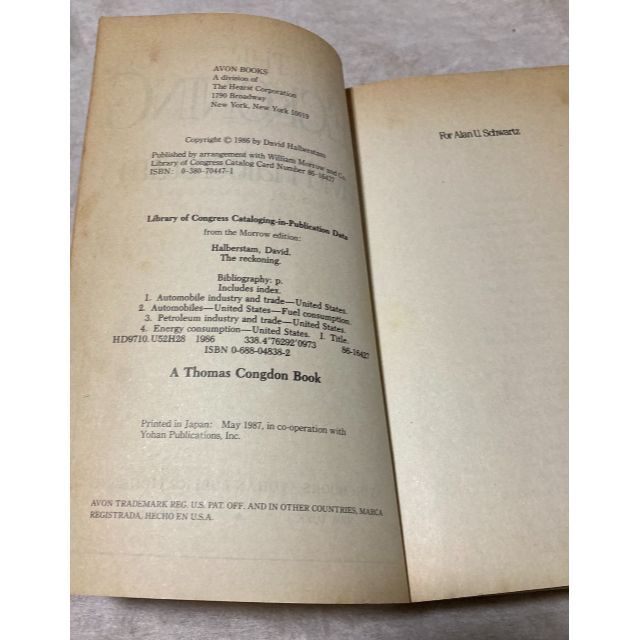 AVON BOOKS
A division of
The Hearst Corporation
1790 Broadway
New York, New York 10019
Copyright © 1986 by David Halberstam
Published by arrangement with William Morrow and Co.
Library of Congress Catalog Card Number 86-16427
ISBN: 0-380-70447-1
Library of Congress Cataloging-in-Publication Data
from the Morrow edition:
Halberstam, David.
The reckoning.
Bibliography: p.
Includes index.
1. Automobile industry and trade—United States.
2. Automobiles—United States—Fuel consumption.
3. Petroleum industry and trade—United States.
4. Energy consumption—United States. I. Title.
HD9710.U52H28 1986 338.4'76292'0973 86-16427
ISBN 0-688-04838-2
A Thomas Congdon Book
Printed in Japan: May 1987, in co-operation with
Yohan Publications, Inc.
AVON TRADEMARK REG. U.S. PAT. OFF. AND IN OTHER COUNTRIES, MARCA
REGISTRADA, HECHO EN U.S.A.
For Alan U. Schwartz